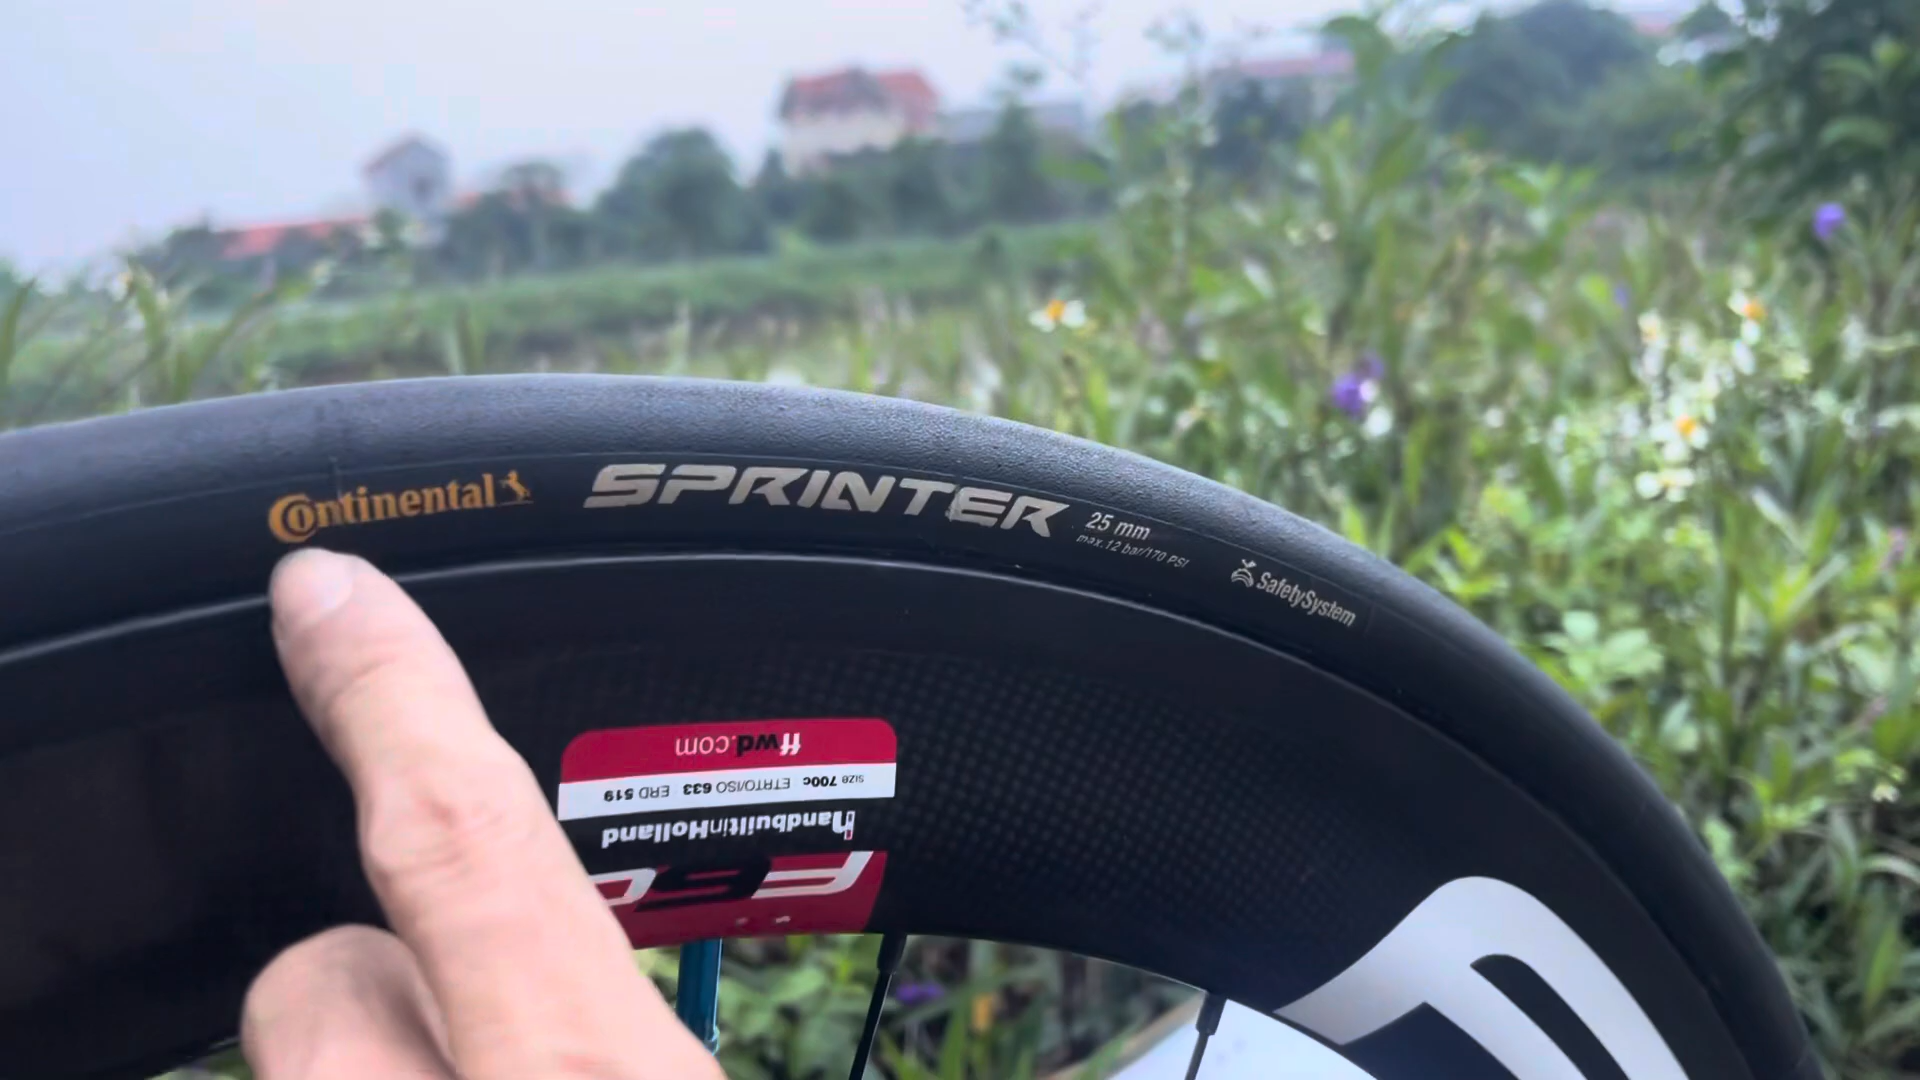 Continental
SPRINTER
25 mm
max.12 bar/170 PSI
SafetySystem
ffwd.com
SIZE 700c ETRTO/ISO 633 ERD 519
handbuiltinHolland